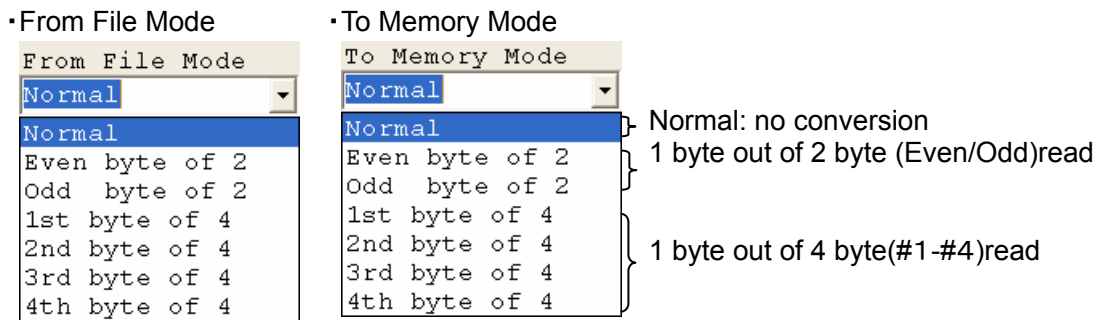 ・From File Mode
From File Mode
Normal
Normal
Even byte of 2
Odd  byte of 2
1st byte of 4
2nd byte of 4
3rd byte of 4
4th byte of 4
・To Memory Mode
To Memory Mode
Normal
Normal
Even byte of 2
Odd  byte of 2
1st byte of 4
2nd byte of 4
3rd byte of 4
4th byte of 4
Normal: no conversion
1 byte out of 2 byte (Even/Odd)read
1 byte out of 4 byte(#1-#4)read